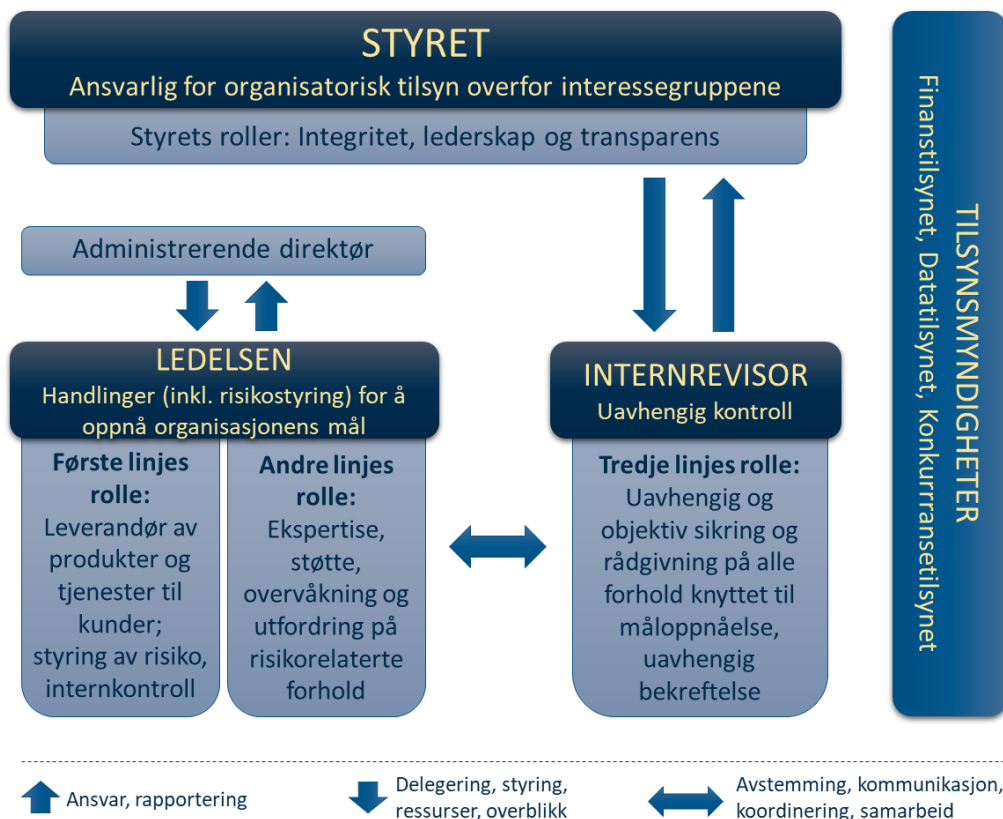 STYRET
Ansvarlig for organisatorisk tilsyn overfor interessegruppene
Styrets roller: Integritet, lederskap og transparens
Administrerende direktør
LEDELSEN
Handlinger (inkl. risikostyring) for å
oppnå organisasjonens mål
Første linjes
rolle:
Leverandør av
produkter og
tjenester til
kunder;
styring av risiko,
internkontroll
Andre linjes
rolle:
Ekspertise,
støtte,
overvåkning og
utfordring på
risikorelaterte
forhold
INTERNREVISOR
Uavhengig kontroll
Tredje linjes rolle:
Uavhengig og
objektiv sikring og
rådgivning på alle
forhold knyttet til
måloppnåelse,
uavhengig
bekreftelse
TILSYNSMYNDIGHETER
Finanstilsynet, Datatilsynet, Konkurrransetilsynet
Ansvar, rapportering
Delegering, styring,
ressurser, overblikk
Avstemming, kommunikasjon,
koordinering, samarbeid